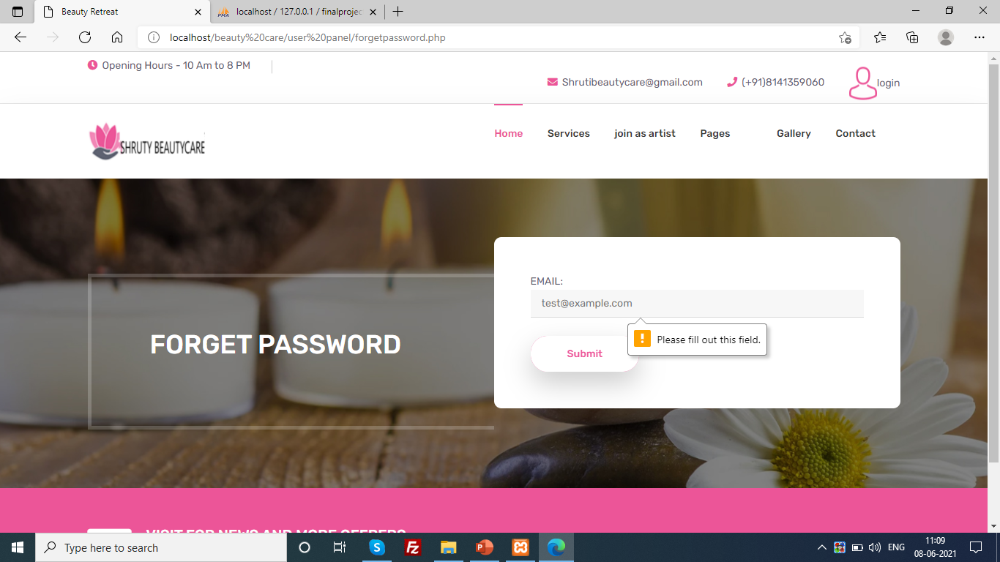 Beauty Retreat
localhost / 127.0.0.1 / finalprojec
localhost/beauty%20care/user%20panel/forgetpassword.php
Opening Hours - 10 Am to 8 PM
Shrutibeautycare@gmail.com
(+91)8141359060
login
SHRUTY BEAUTYCARE
Home Services join as artist Pages Gallery Contact
FORGET PASSWORD
EMAIL:
test@example.com
Please fill out this field.
Submit
VISIT FOR NEWS AND MORE OFFERS
Type here to search
ENG
11:09
08-06-2021